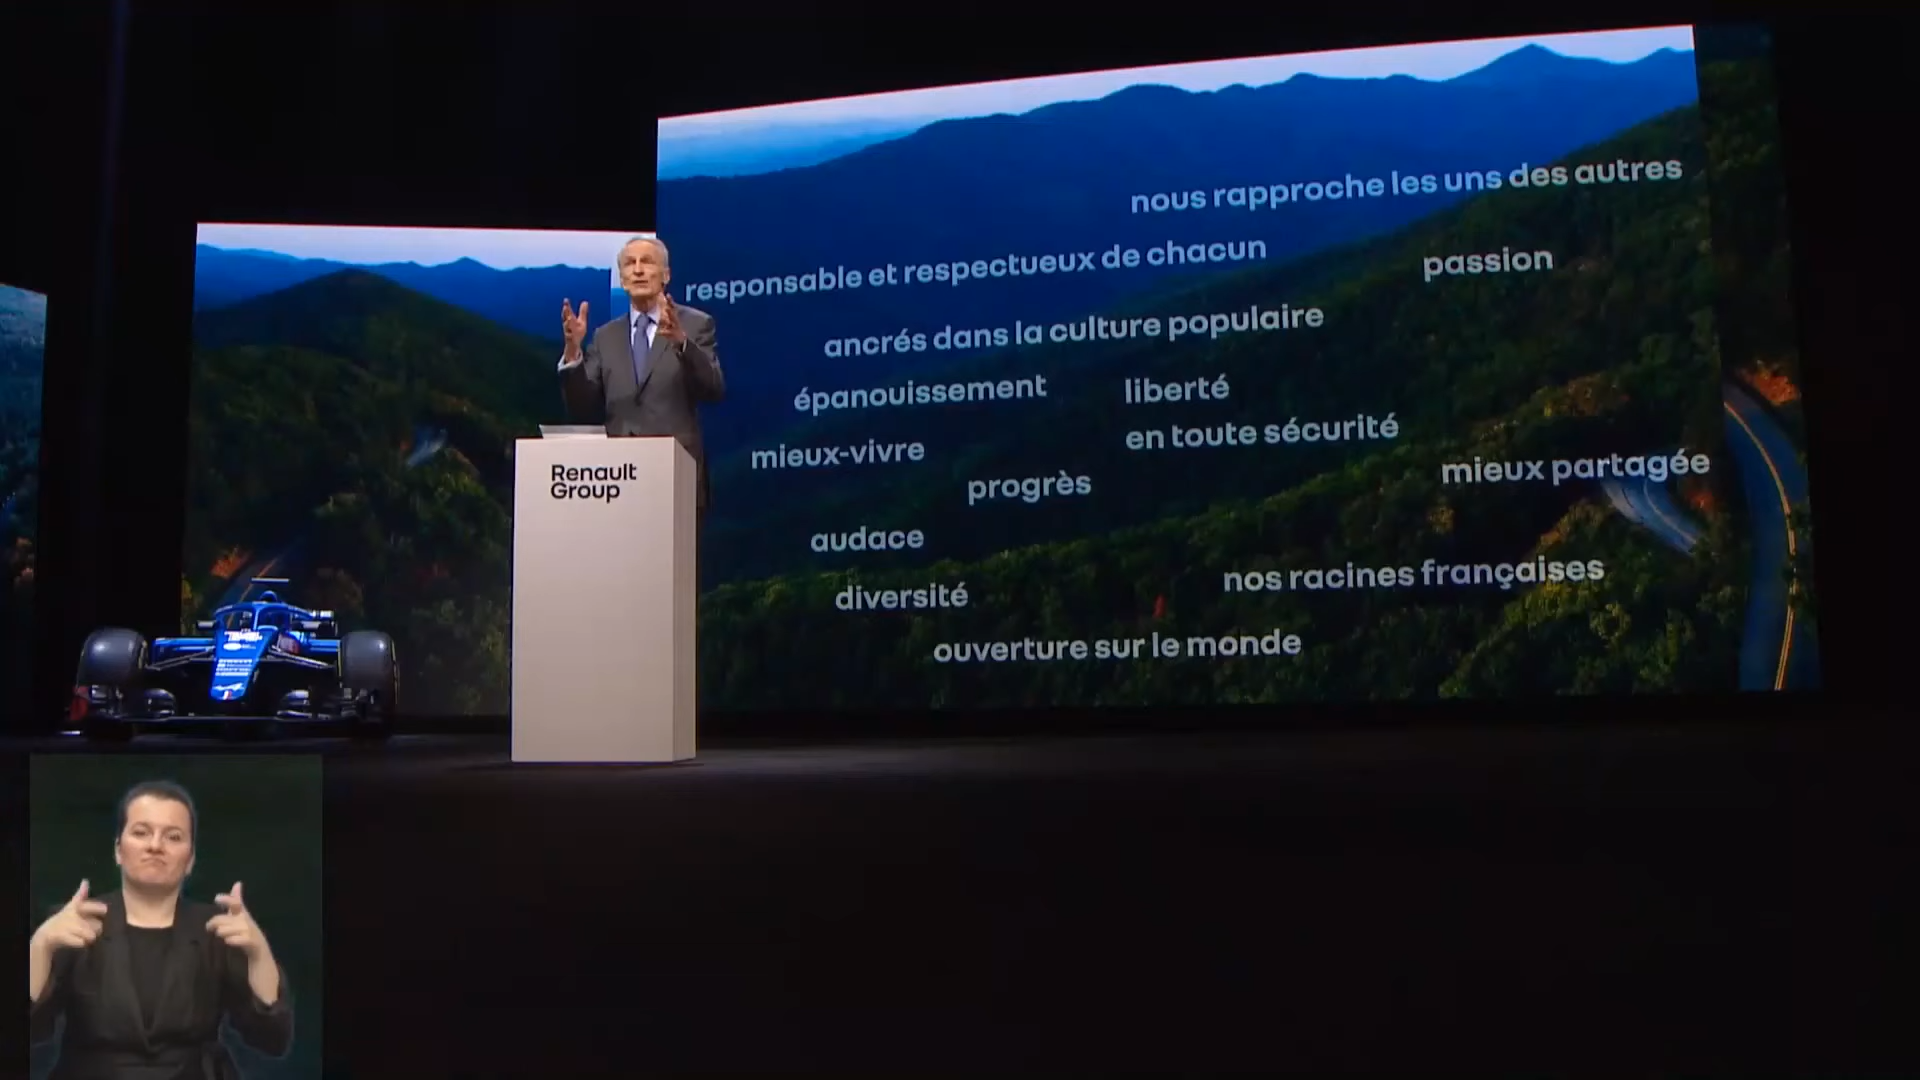 nous rapproche les uns des autres
responsable et respectueux de chacun
passion
ancrés dans la culture populaire
épanouissement
liberté
mieux-vivre
en toute sécurité
progrès
mieux partagée
audace
diversité
nos racines françaises
ouverture sur le monde
Renault
Group